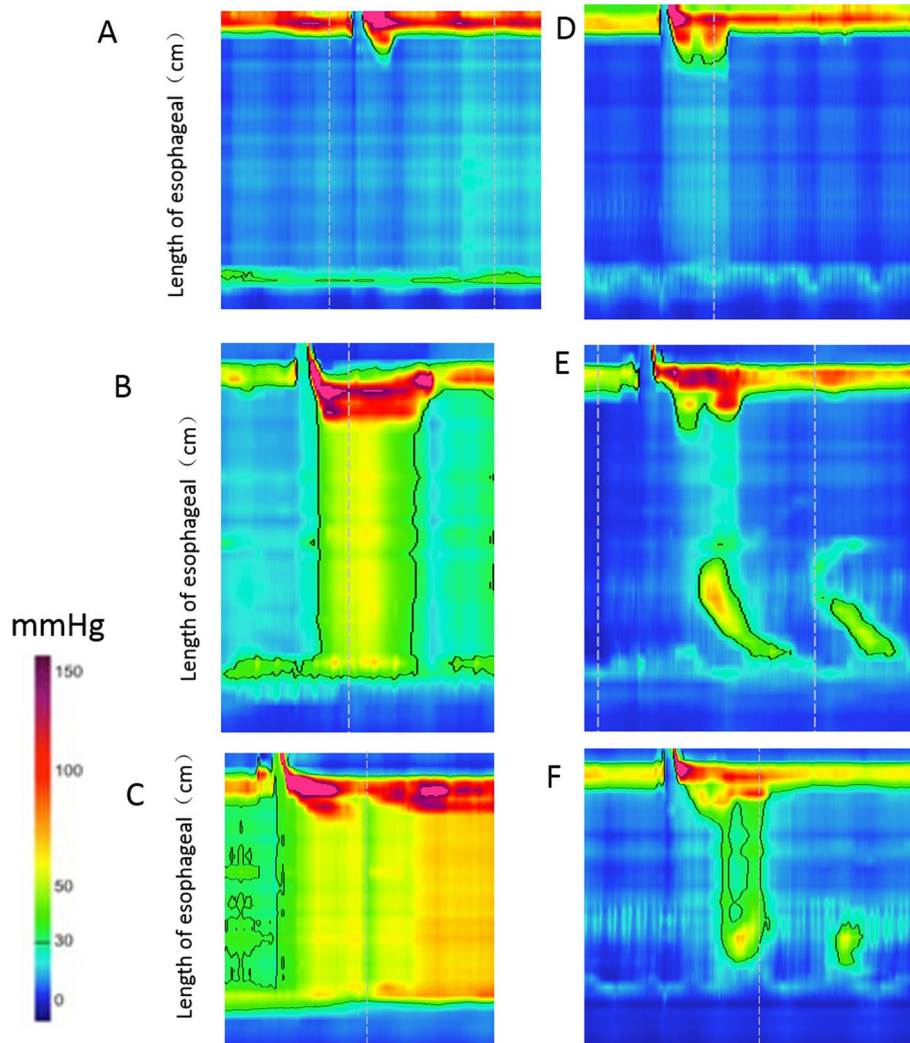 A
D
Length of esophageal（cm）
B
E
Length of esophageal（cm）
mmHg
150
100
50
30
0
C
F
Length of esophageal（cm）